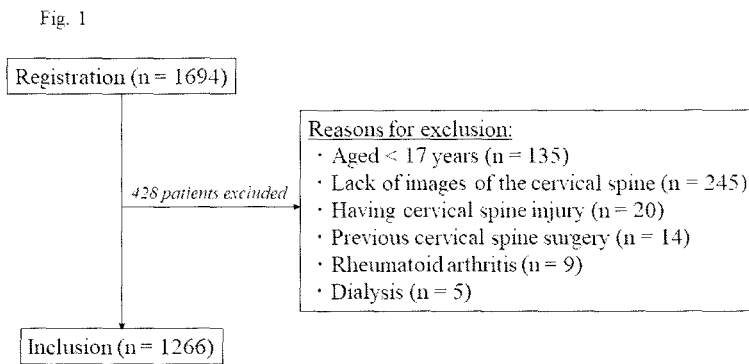 Fig. 1
Registration (n = 1694)
Reasons for exclusion:
· Aged < 17 years (n = 135)
· Lack of images of the cervical spine (n = 245)
428 patients excluded
· Having cervical spine injury (n = 20)
· Previous cervical spine surgery (n = 14)
· Rheumatoid arthritis (n = 9)
· Dialysis (n = 5)
Inclusion (n = 1266)